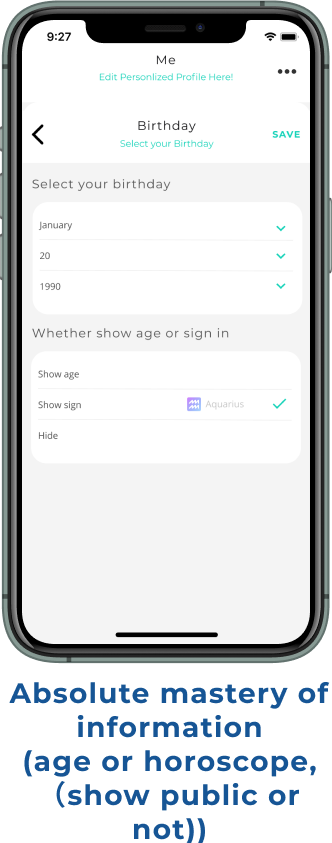 9:27
Me
Edit Personlized Profile Here!
Birthday
Select your Birthday
SAVE
Select your birthday
January
20
1990
Whether show age or sign in
Show age
Show sign Aquarius
Hide
Absolute mastery of
information
(age or horoscope,
（show public or
not))